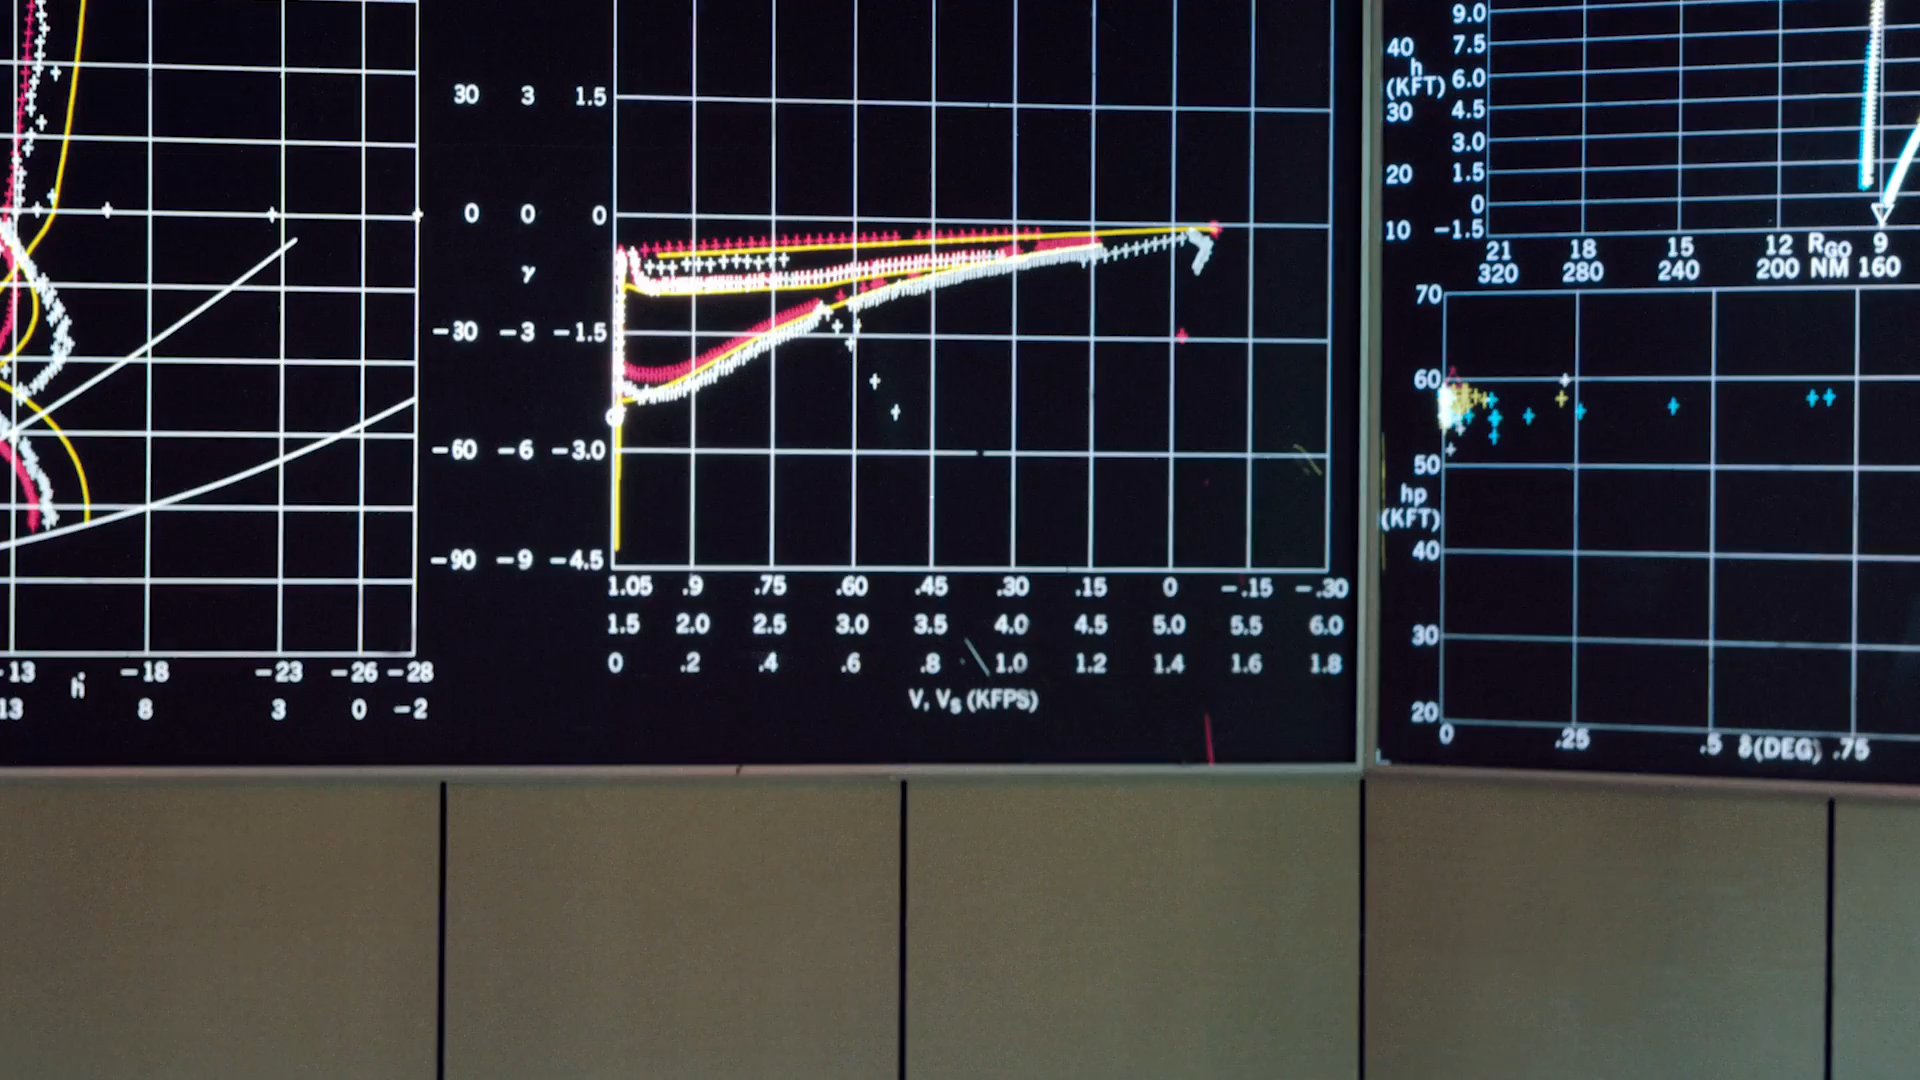 30 3 1.5
0 0 0
γ
-30 -3 -1.5
-60 -6 -3.0
-90 -9 -4.5
1.05 .9 .75 .60 .45 .30 .15 0 -.15 -.30
1.5 2.0 2.5 3.0 3.5 4.0 4.5 5.0 5.5 6.0
0 .2 .4 .6 .8 1.0 1.2 1.4 1.6 1.8
V, Vs (KFPS)
-13 -18 -23 -26 -28
ḣ
13 8 3 0 -2
9.0
40 7.5
h
(KFT) 6.0
30 4.5
3.0
20 1.5
0
10 -1.5
21 18 15 12 RGO 9
320 280 240 200 NM 160
70
60
50
hp
(KFT)
40
30
20
0 .25 .5 δ(DEG) .75